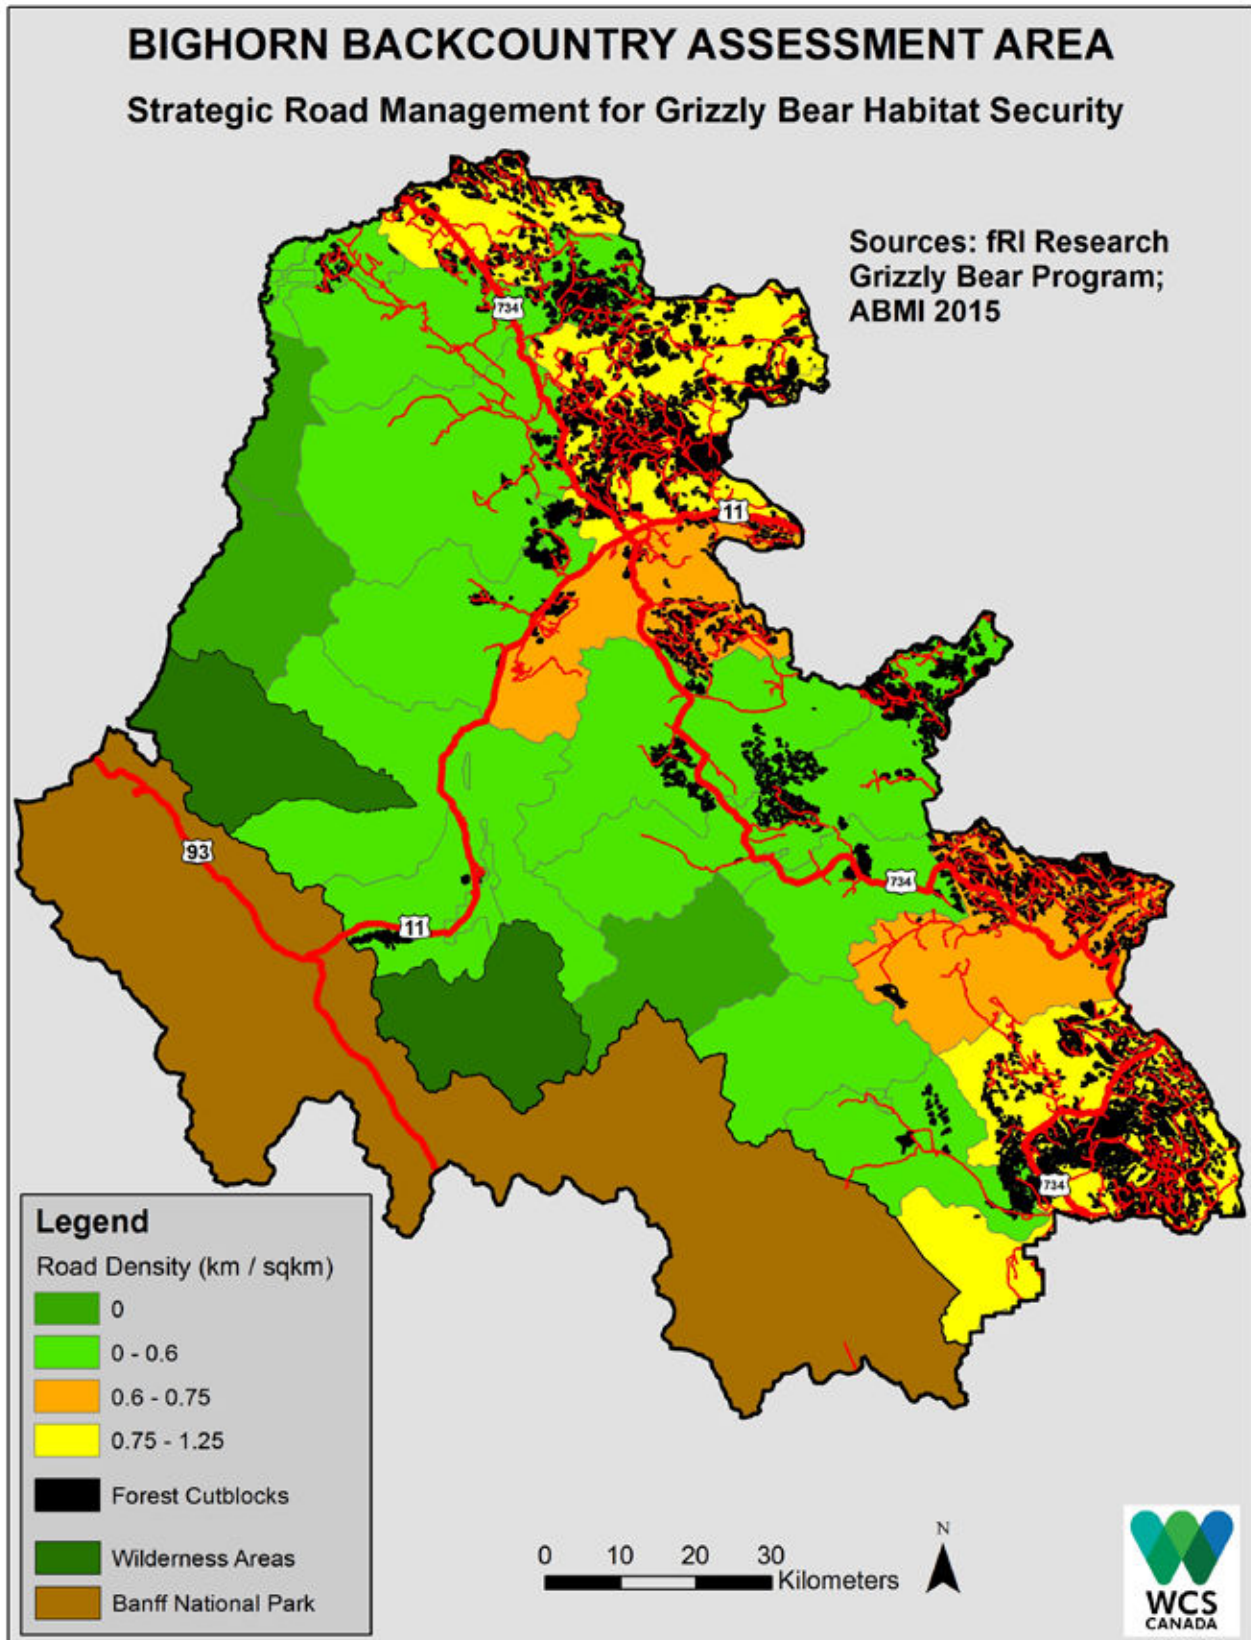 BIGHORN BACKCOUNTRY ASSESSMENT AREA
Strategic Road Management for Grizzly Bear Habitat Security
Sources: fRI Research
Grizzly Bear Program;
ABMI 2015
734
11
93
11
734
734
Legend
Road Density (km / sqkm)
0
0 - 0.6
0.6 - 0.75
0.75 - 1.25
Forest Cutblocks
Wilderness Areas
Banff National Park
0 10 20 30
Kilometers
N
WCS
CANADA